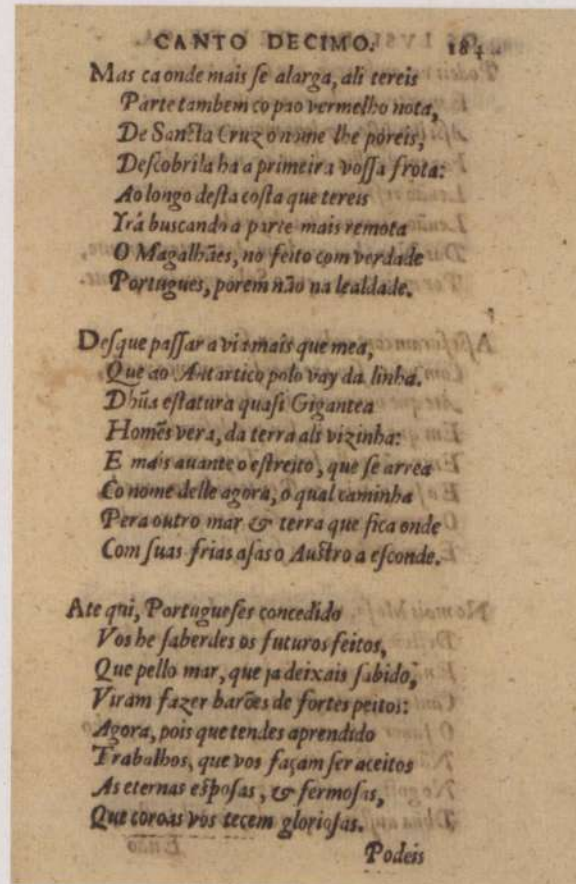 CANTO DECIMO. 184
Mas ca onde mais ſe alarga, ali tereis
Parte tambem co pao vermelho nota,
De Sancta Cruz o nome lhe poreis,
Deſcobrila ha a primeira voſſa frota:
Ao longo deſta coſta que tereis
Yrá buſcando a parte mais remota
O Magalhães, no feito com verdade
Portugues, porem não na lealdade.
Deſque paſſar a via mais que mea,
Que ao Antartico polo vay da linha.
Dhũa eſtatura quaſi Gigantea
Homẽs vera, da terra ali vizinha:
E mais auante o eſtreito, que ſe arrea
Co nome delle agora, o qual caminha
Pera outro mar & terra que fica onde
Com ſuas frias aſas o Auſtro a eſconde.
Ate qui, Portugueſes concedido
Vos he ſaberdes os futuros feitos,
Que pello mar, que ja deixais ſabido,
Viram fazer barões de fortes peitos:
Agora, pois que tendes aprendido
Trabalhos, que vos façam ſer aceitos
As eternas eſpoſas, & fermoſas,
Que coroas vos tecem glorioſas.
Podeis